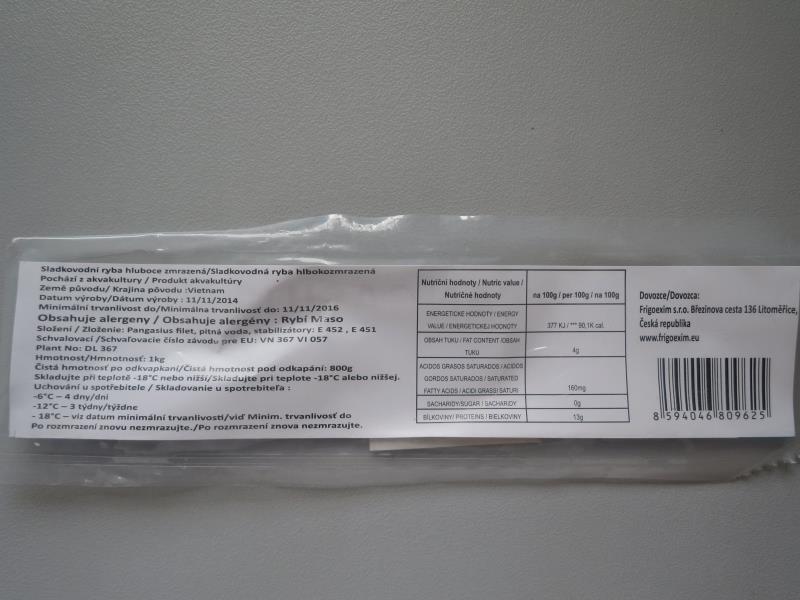 Sladkovodní ryba hluboce zmrazená/Sladkovodná ryba hlbokozmrazená
Pochází z akvakultury / Produkt akvakultúry
Země původu/ Krajina pôvodu :Vietnam
Datum výroby/Dátum výroby : 11/11/2014
Minimální trvanlivost do/Minimálna trvanlivost do: 11/11/2016
Obsahuje alergeny / Obsahuje alergény : Rybí Maso
Složení / Zloženie: Pangasius filet, pitná voda, stabilizátory: E 452 , E 451
Schvalovací /Schvaľovacie číslo závodu pre EU: VN 367 VI 057
Plant No: DL 367
Hmotnost/Hmnotnosť: 1kg
Čistá hmotnost po odkvapkaní/Čistá hmotnost pod odkapání: 800g
Skladujte při teplotě -18°C nebo nižší/Skladujte pri teplote -18°C alebo nižšej.
Uchování u spotřebitele / Skladovanie u spotrebiteľa :
-6°C – 4 dny/dni
-12°C – 3 týdny/týždne
- 18°C – viz datum minimální trvanlivosti/viď Minim. trvanlivosť do
Po rozmrazení znovu nezmrazujte./Po rozmrazení znova nezmrazujte.
Nutriční hodnoty / Nutric value /
Nutričné hodnoty
na 100g / per 100g / na 100g
ENERGETICKE HODNOTY / ENERGY
VALUE / ENERGETICKEJ HODNOTY
377 KJ / *** 90,1K cal.
OBSAH TUKU / FAT CONTENT /OBSAH
TUKU
4g
ACIDOS GRASOS SATURADOS / ACIDOS
GORDOS SATURADOS / SATURATED
FATTY ACIDS / ACIDI GRASSI SATURI
160mg
SACHARIDY/SUGAR / SACHARIDY
0g
BÍLKOVINY/ PROTEINS / BIELKOVINY
13g
Dovozce/Dovozca:
Frigoexim s.r.o. Březinova cesta 136 Litoměřice,
Česká republika
www.frigoexim.eu
8 594046 809625